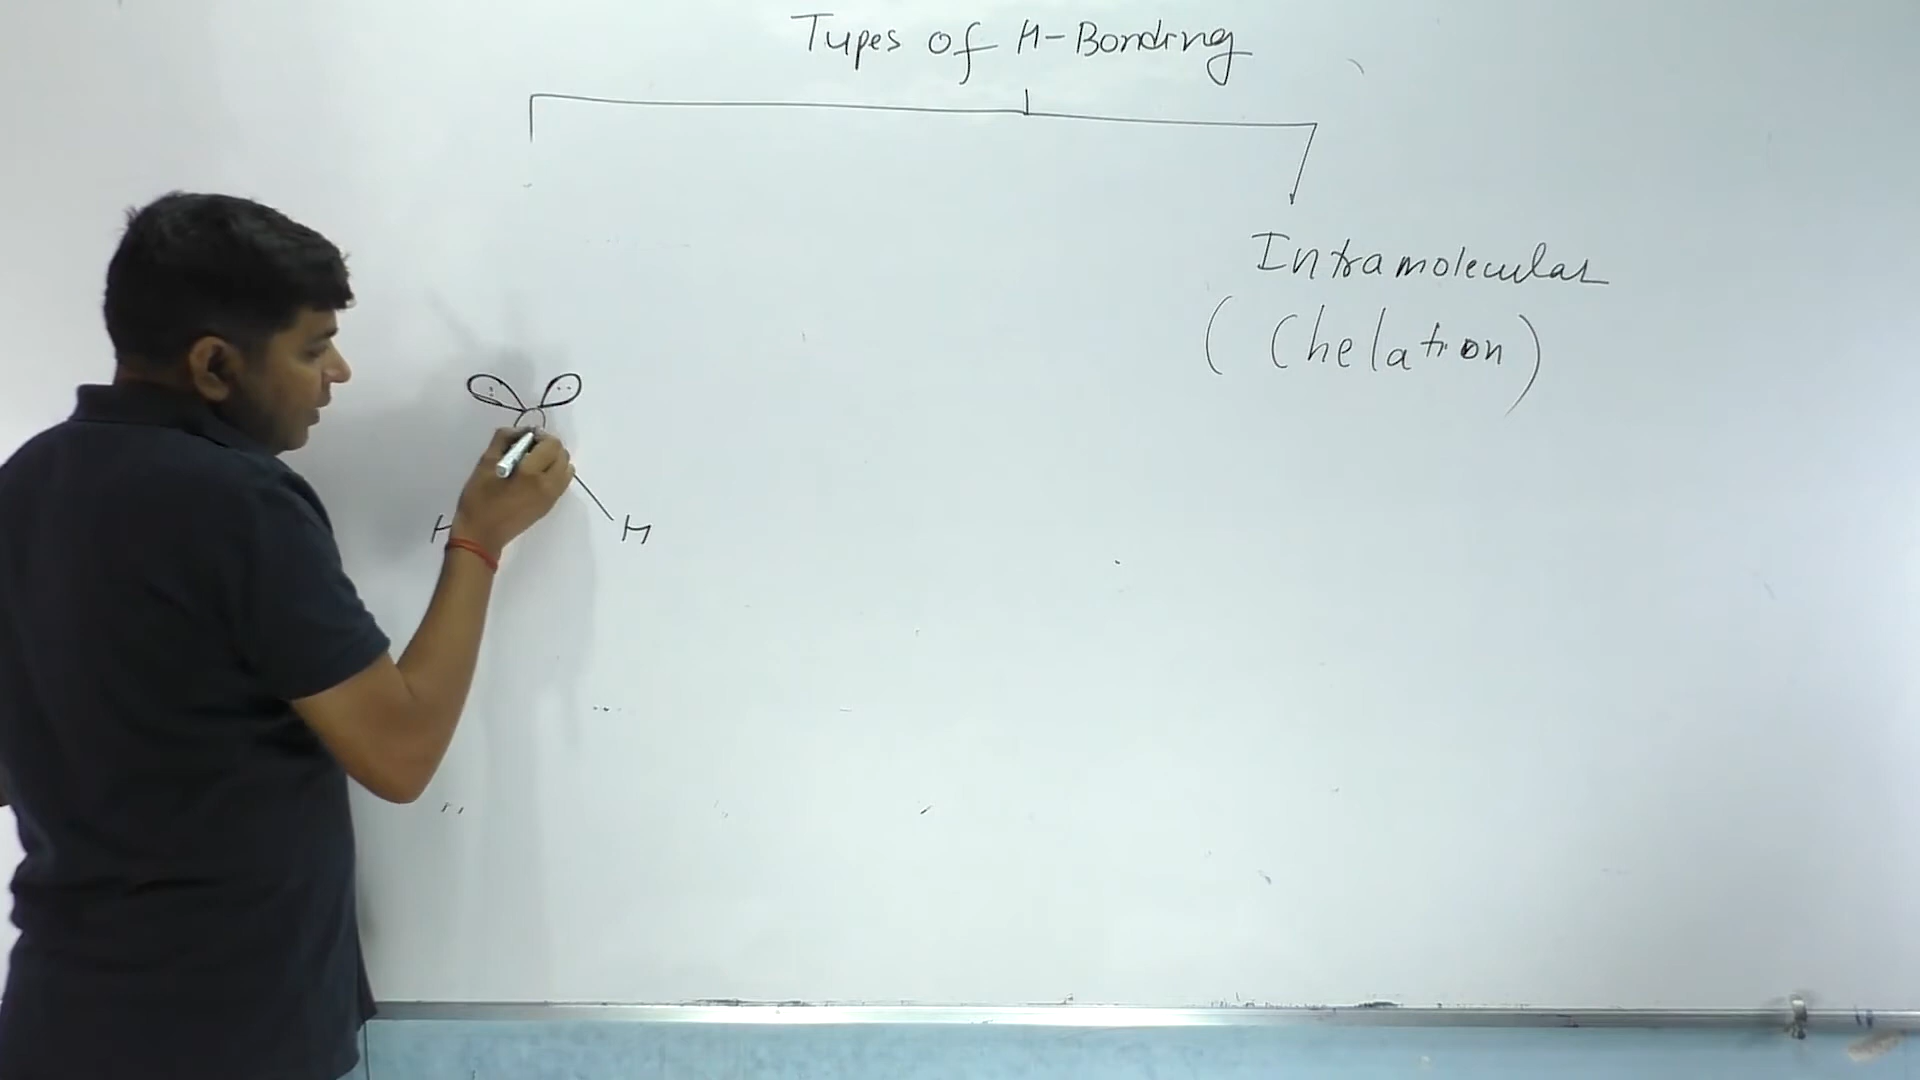 Types of H-Bonding
Intramolecular
(Chelation)
H H